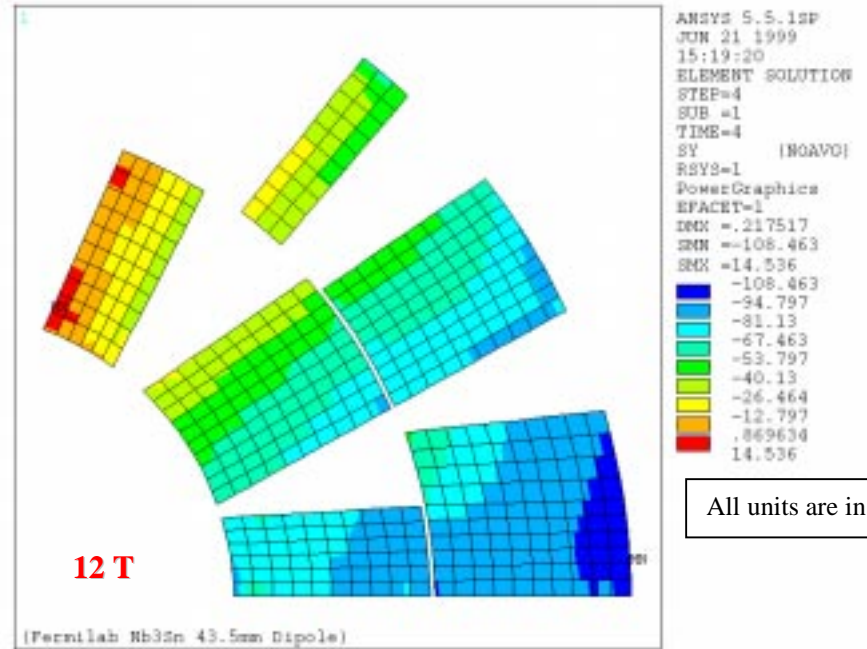 1
ANSYS 5.5.1SP
JUN 21 1999
15:19:20
ELEMENT SOLUTION
STEP=4
SUB =1
TIME=4
SY (NOAVG)
RSYS=1
PowerGraphics
EFACET=1
DMX =.217517
SMN =-108.463
SMX =14.536
-108.463
-94.797
-81.13
-67.463
-53.797
-40.13
-26.464
-12.797
.869634
14.536
All units are in
12 T
MN
(Fermilab Nb3Sn 43.5mm Dipole)